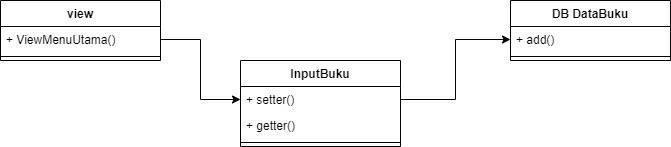 view
+ ViewMenuUtama()
InputBuku
+ setter()
+ getter()
DB DataBuku
+ add()